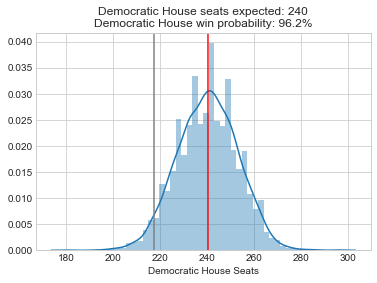 Democratic House seats expected: 240
Democratic House win probability: 96.2%
0.040
0.035
0.030
0.025
0.020
0.015
0.010
0.005
0.000
180 200 220 240 260 280 300
Democratic House Seats